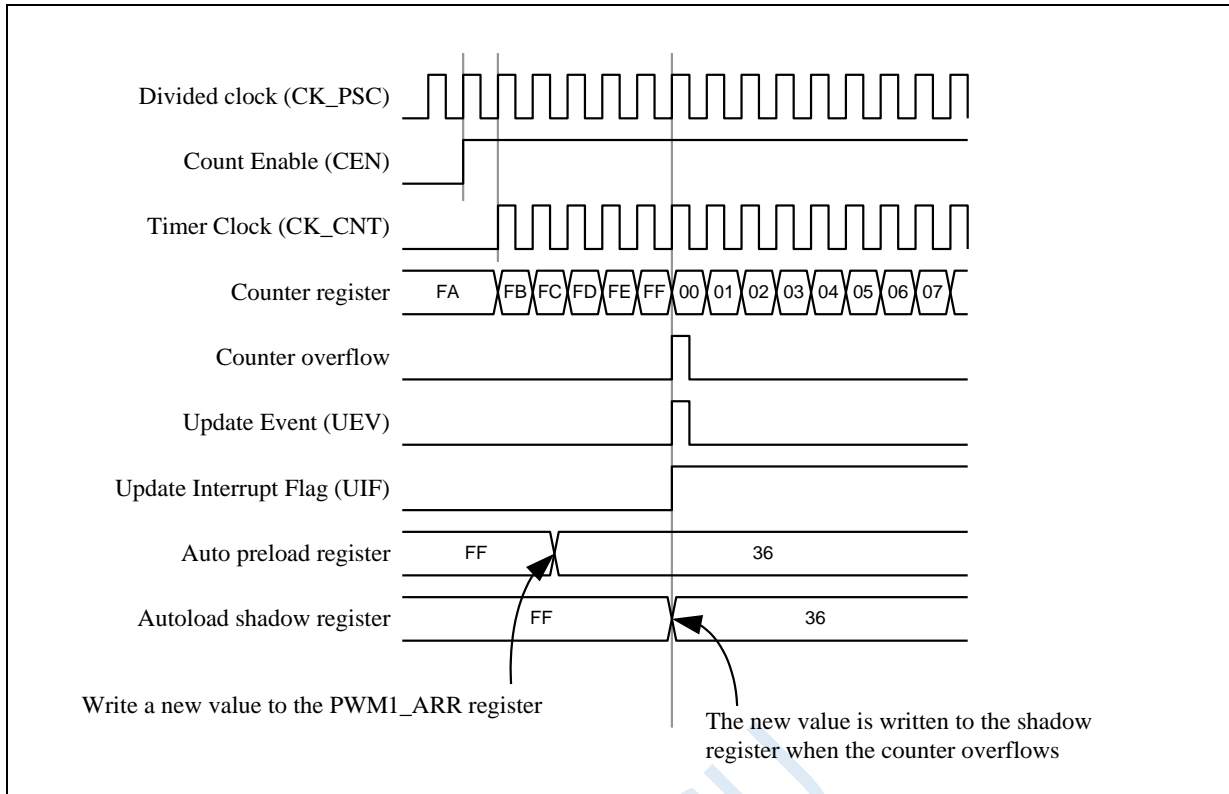 Divided clock (CK_PSC)
Count Enable (CEN)
Timer Clock (CK_CNT)
Counter register FA FB FC FD FE FF 00 01 02 03 04 05 06 07
Counter overflow
Update Event (UEV)
Update Interrupt Flag (UIF)
Auto preload register FF 36
Autoload shadow register FF 36
Write a new value to the PWM1_ARR register
The new value is written to the shadow
register when the counter overflows